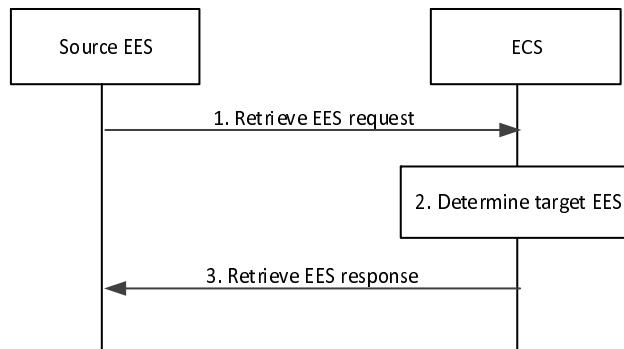 Source EES
ECS
1. Retrieve EES request
2. Determine target EES
3. Retrieve EES response